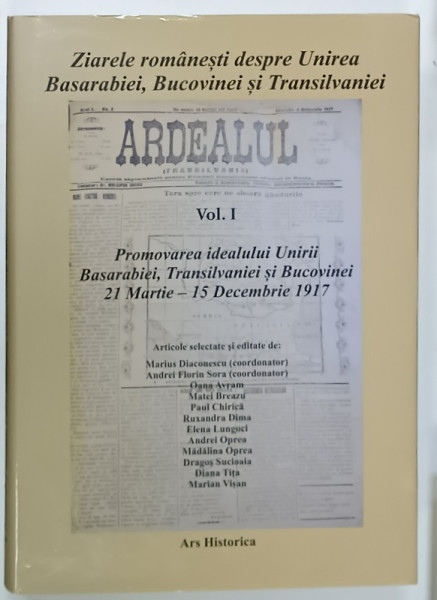 Ziarele românești despre Unirea
Basarabiei, Bucovinei și Transilvaniei
ARDEALUL
(TRANSILVANIA)
Vol. I
Promovarea idealului Unirii
Basarabiei, Transilvaniei și Bucovinei
21 Martie – 15 Decembrie 1917
Articole selectate și editate de:
Marius Diaconescu (coordonator)
Andrei Florin Sora (coordonator)
Oana Avram
Matei Breazu
Paul Chirică
Ruxandra Dima
Elena Lungoci
Andrei Oprea
Mădălina Oprea
Dragoș Sucioaia
Diana Tița
Marian Vișan
Ars Historica